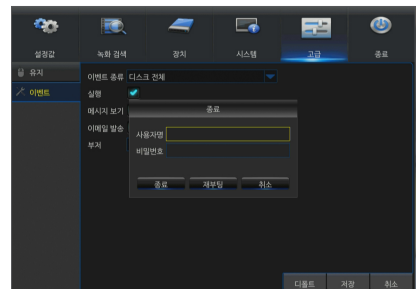 설정값 녹화 검색 장치 시스템 고급 종료
유지
이벤트
이벤트 종류 디스크 전체
실행
메시지 보기
이메일 발송
부저
종료
사용자명
비밀번호
종료 재부팅 취소
디폴트 저장 취소